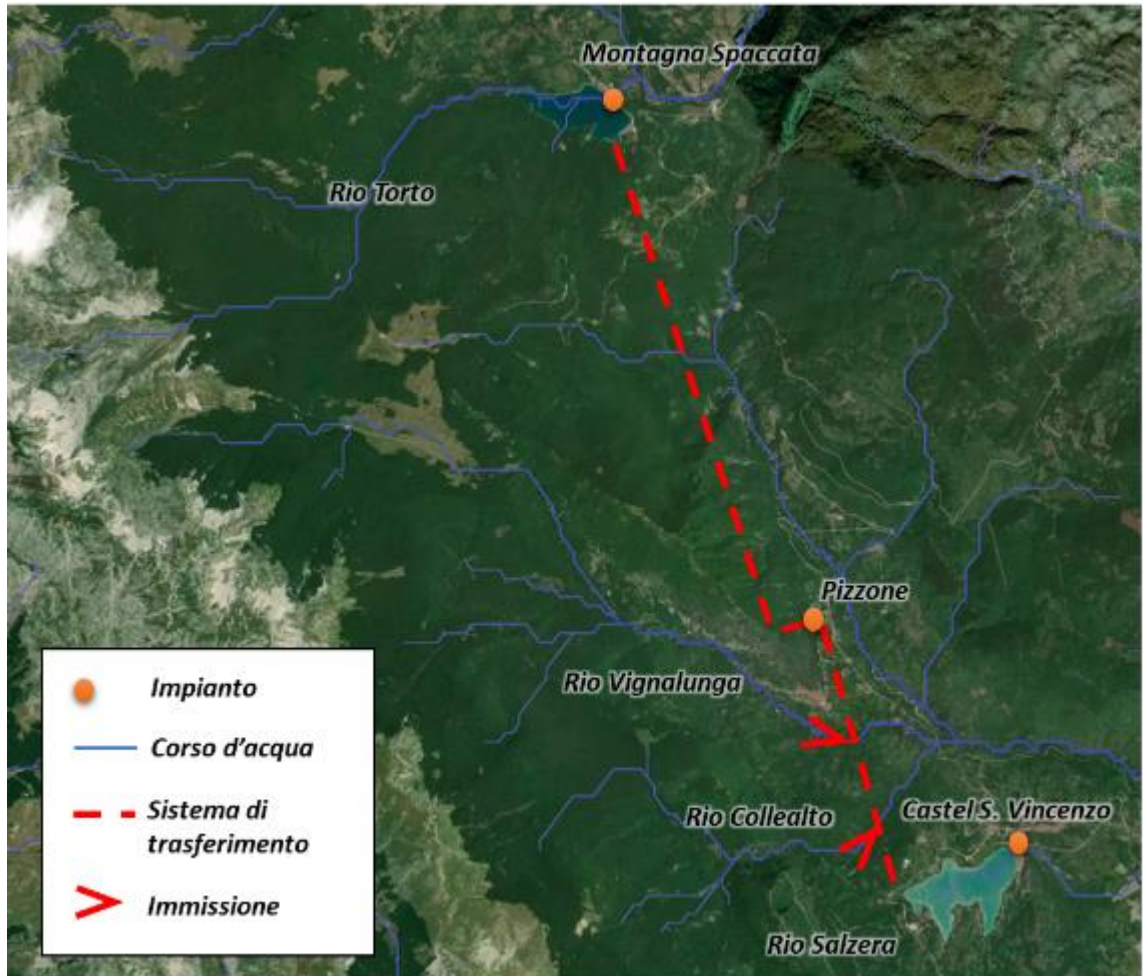 Montagna Spaccata
Rio Torto
Pizzone
Rio Vignalunga
Rio Collealto
Castel S. Vincenzo
Rio Salzera
Impianto
Corso d'acqua
Sistema di
trasferimento
Immissione